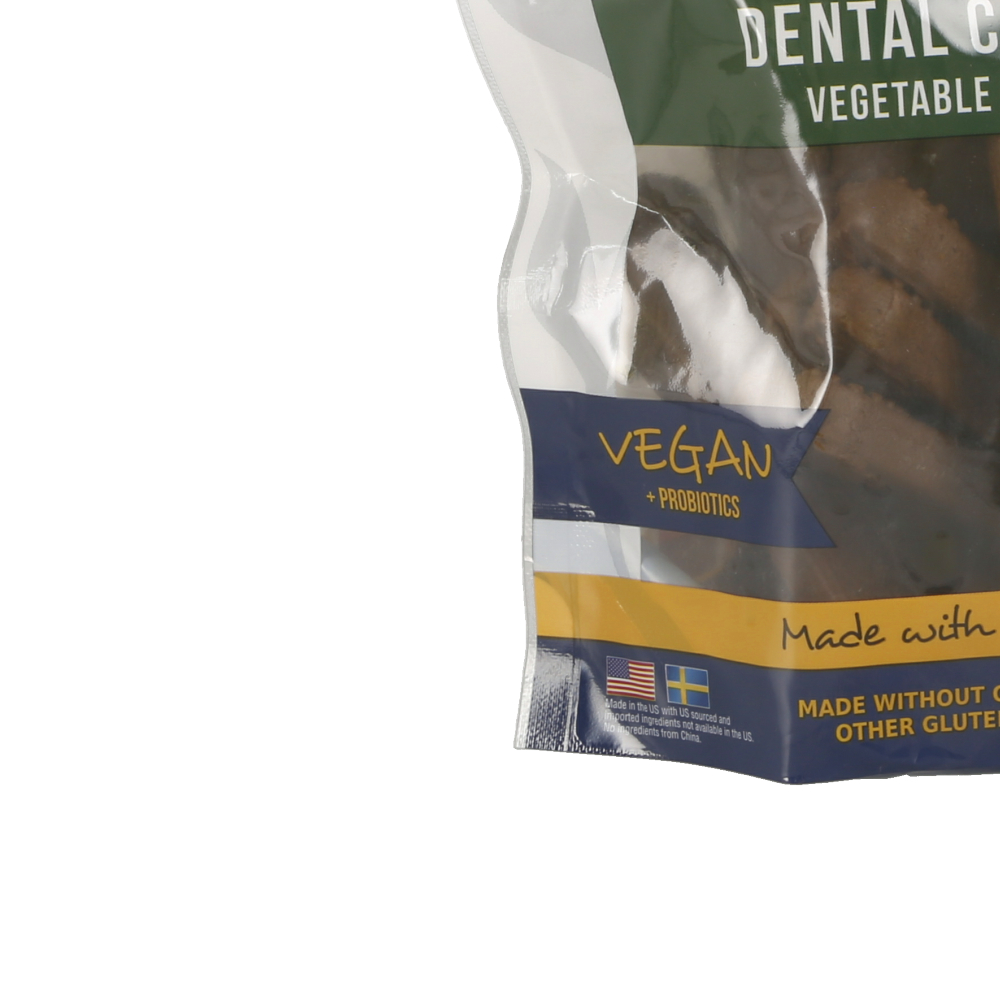 DENTAL C
VEGETABLE
VEGAN
+ PROBIOTICS
Made with
Made in the US with US sourced and
imported ingredients not available in the US.
No ingredients from China.
MADE WITHOUT
OTHER GLUTE